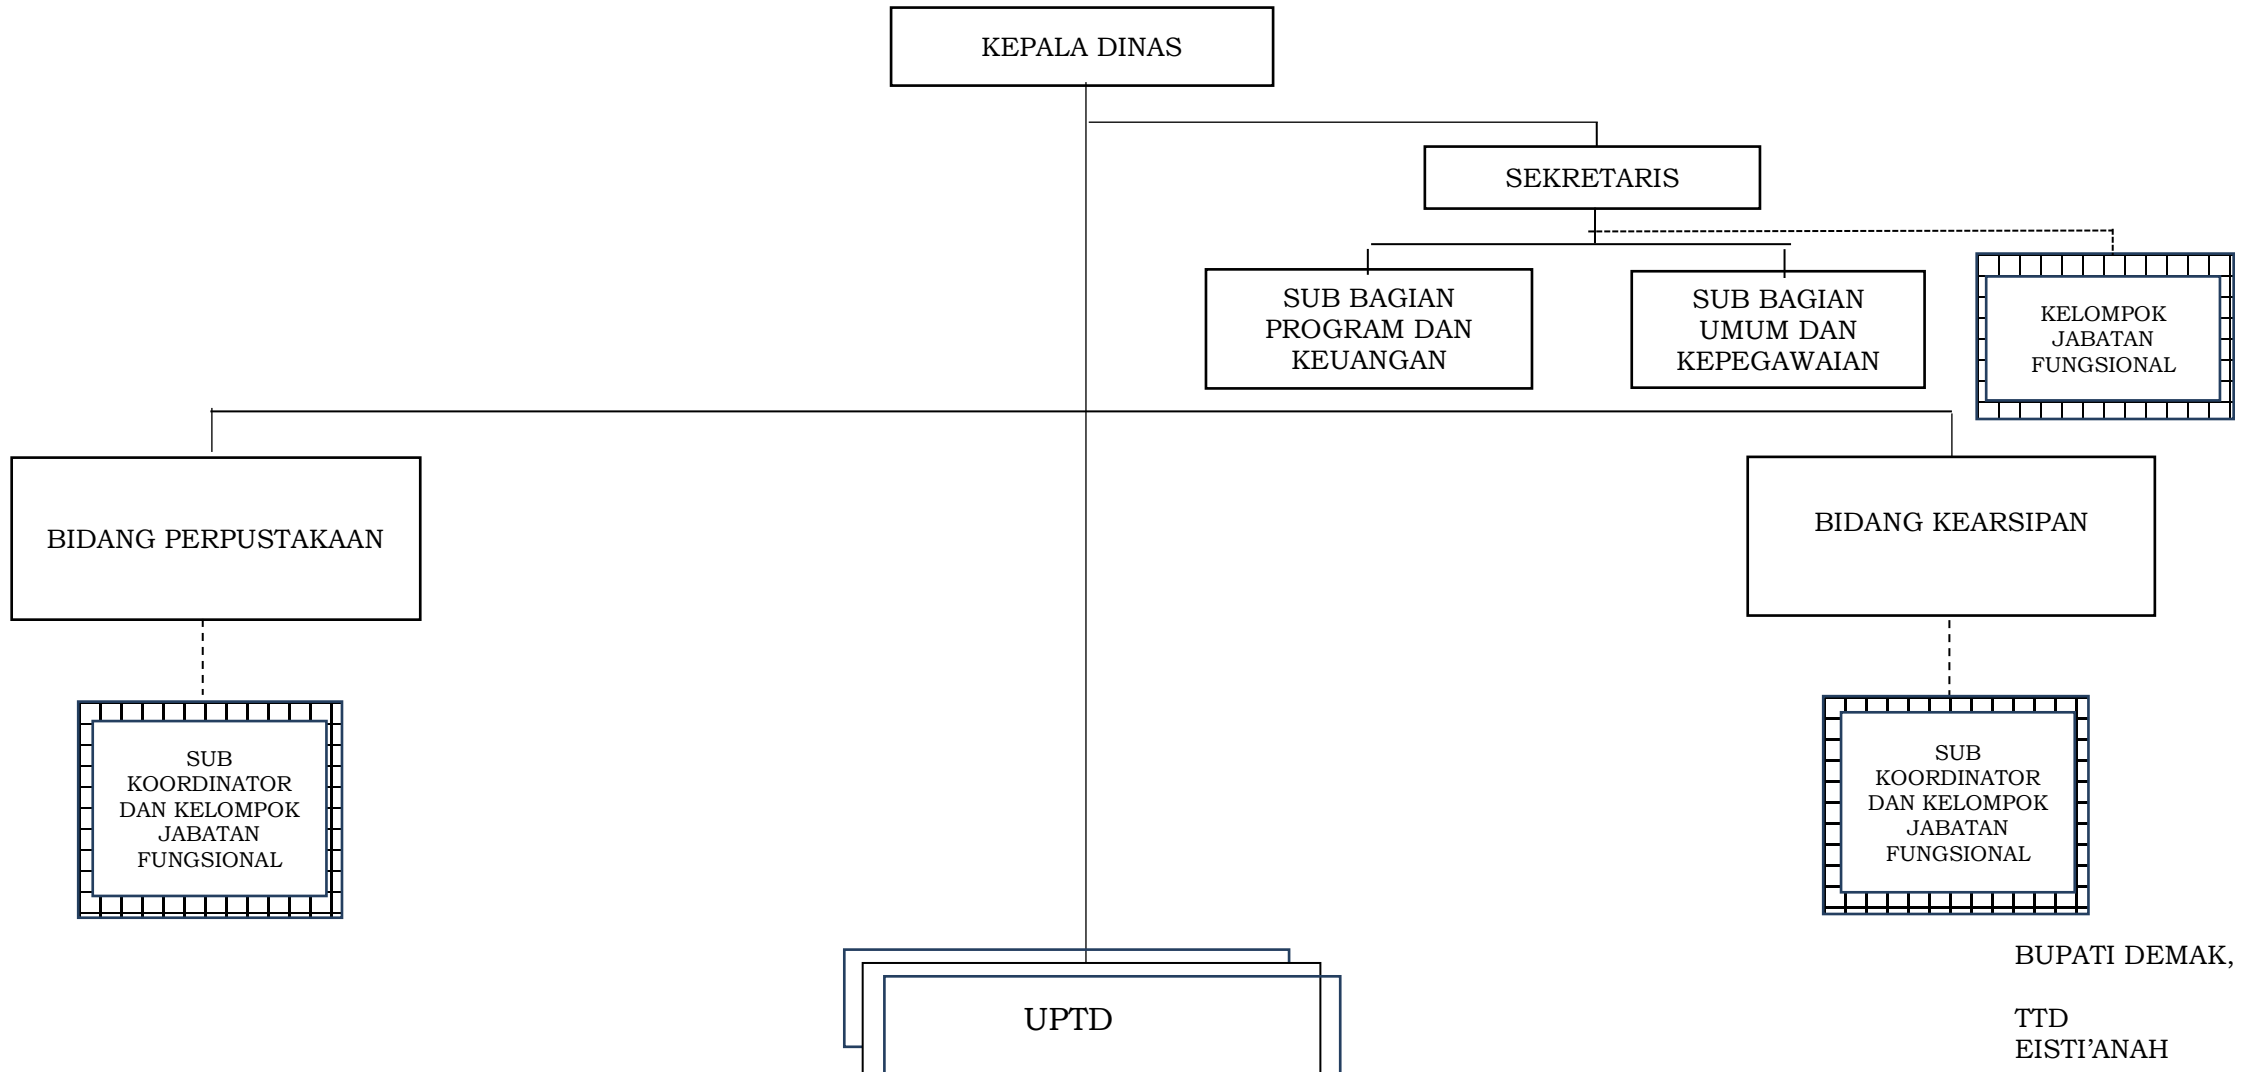 KEPALA DINAS
SEKRETARIS
SUB BAGIAN
PROGRAM DAN
KEUANGAN
SUB BAGIAN
UMUM DAN
KEPEGAWAIAN
KELOMPOK
JABATAN
FUNGSIONAL
BIDANG PERPUSTAKAAN
BIDANG KEARSIPAN
SUB
KOORDINATOR
DAN KELOMPOK
JABATAN
FUNGSIONAL
SUB
KOORDINATOR
DAN KELOMPOK
JABATAN
FUNGSIONAL
UPTD
BUPATI DEMAK,
TTD
EISTI’ANAH